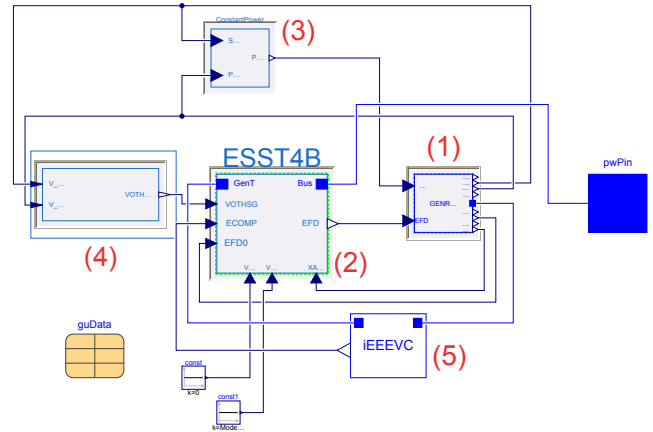 ConstantPower
(3)
S...
P...
P...
ESST4B
(1)
pwPin
GenT
Bus
V_...
V_...
VOTH...
VOTHSG
ECOMP
EFD0
EFD
...
...
...
...
GENR...
EFD
...
...
...
(4)
V...
V...
XA...
(2)
guData
iEEEVC
(5)
const
k=0
const1
k=Mode...